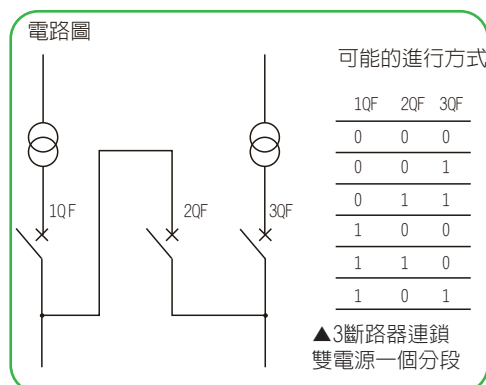 電路圖
可能的進行方式
1QF 2QF 3QF
0 0 0
0 0 1
0 1 1
1 0 0
1 1 0
1 0 1
1QF
2QF
3QF
▲3斷路器連鎖
雙電源一個分段